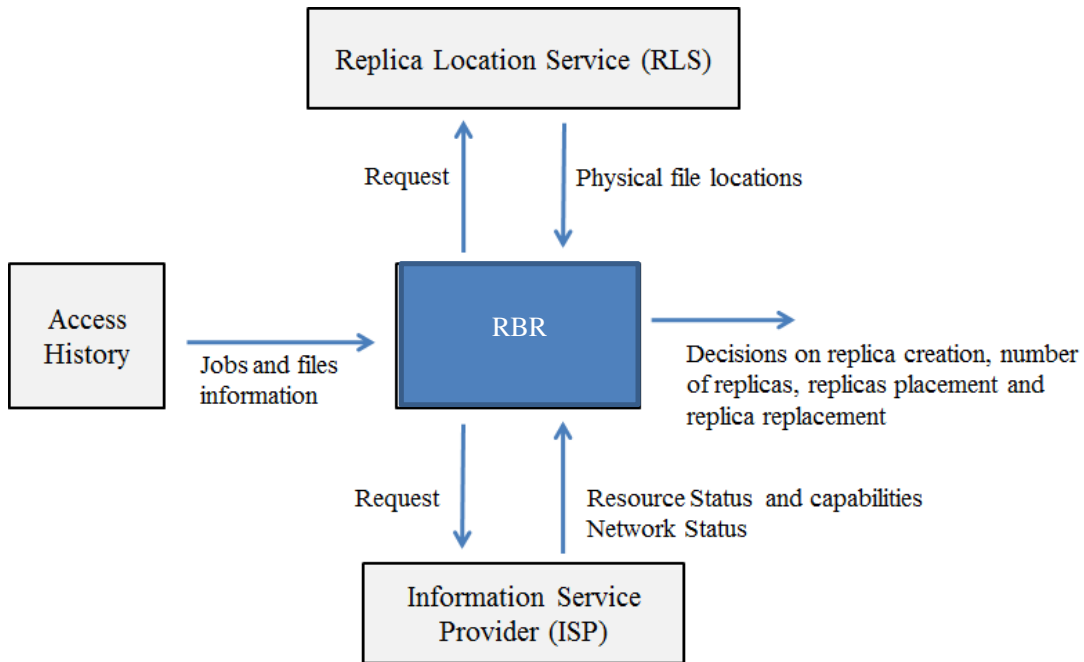 Replica Location Service (RLS)
Request
Physical file locations
Access
History
Jobs and files
information
RBR
Decisions on replica creation, number
of replicas, replicas placement and
replica replacement
Request
Resource Status and capabilities
Network Status
Information Service
Provider (ISP)